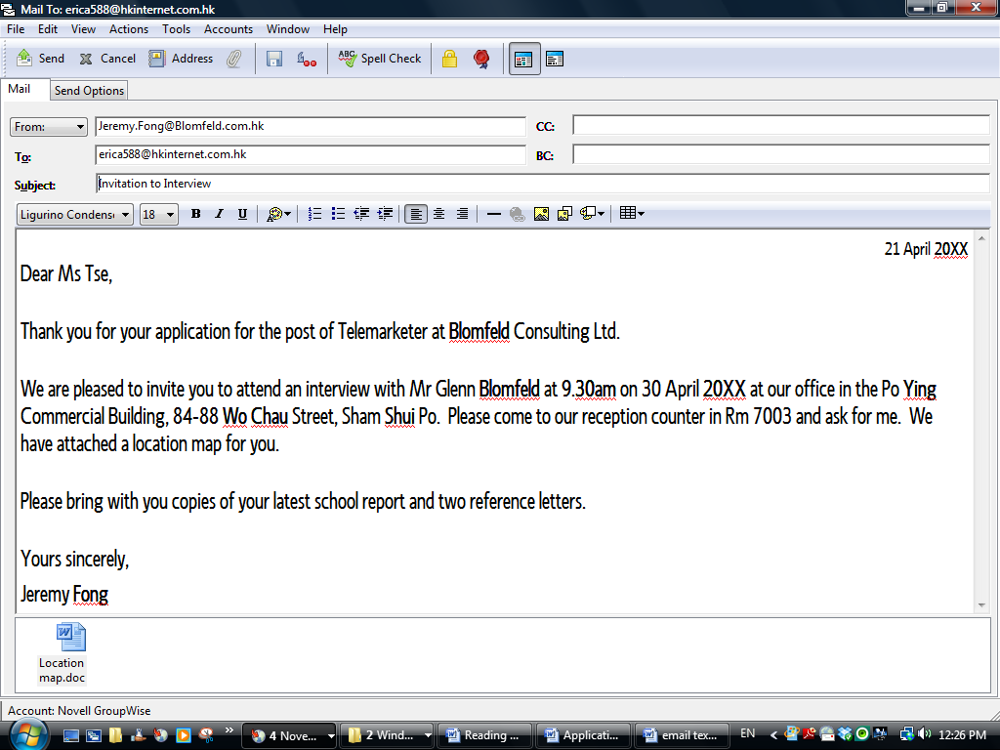 Mail To: erica588@hkinternet.com.hk
File Edit View Actions Tools Accounts Window Help
Send Cancel Address ABC Spell Check
Mail Send Options
From: Jeremy.Fong@Blomfeld.com.hk CC:
To: erica588@hkinternet.com.hk BC:
Subject: Invitation to Interview
Ligurino Condens 18 B I U
21 April 20XX
Dear Ms Tse,
Thank you for your application for the post of Telemarketer at Blomfeld Consulting Ltd.
We are pleased to invite you to attend an interview with Mr Glenn Blomfeld at 9.30am on 30 April 20XX at our office in the Po Ying
Commercial Building, 84-88 Wo Chau Street, Sham Shui Po. Please come to our reception counter in Rm 7003 and ask for me. We
have attached a location map for you.
Please bring with you copies of your latest school report and two reference letters.
Yours sincerely,
Jeremy Fong
Location
map.doc
Account: Novell GroupWise
4 Nove... 2 Wind... Reading ... Applicati... email tex... EN 12:26 PM